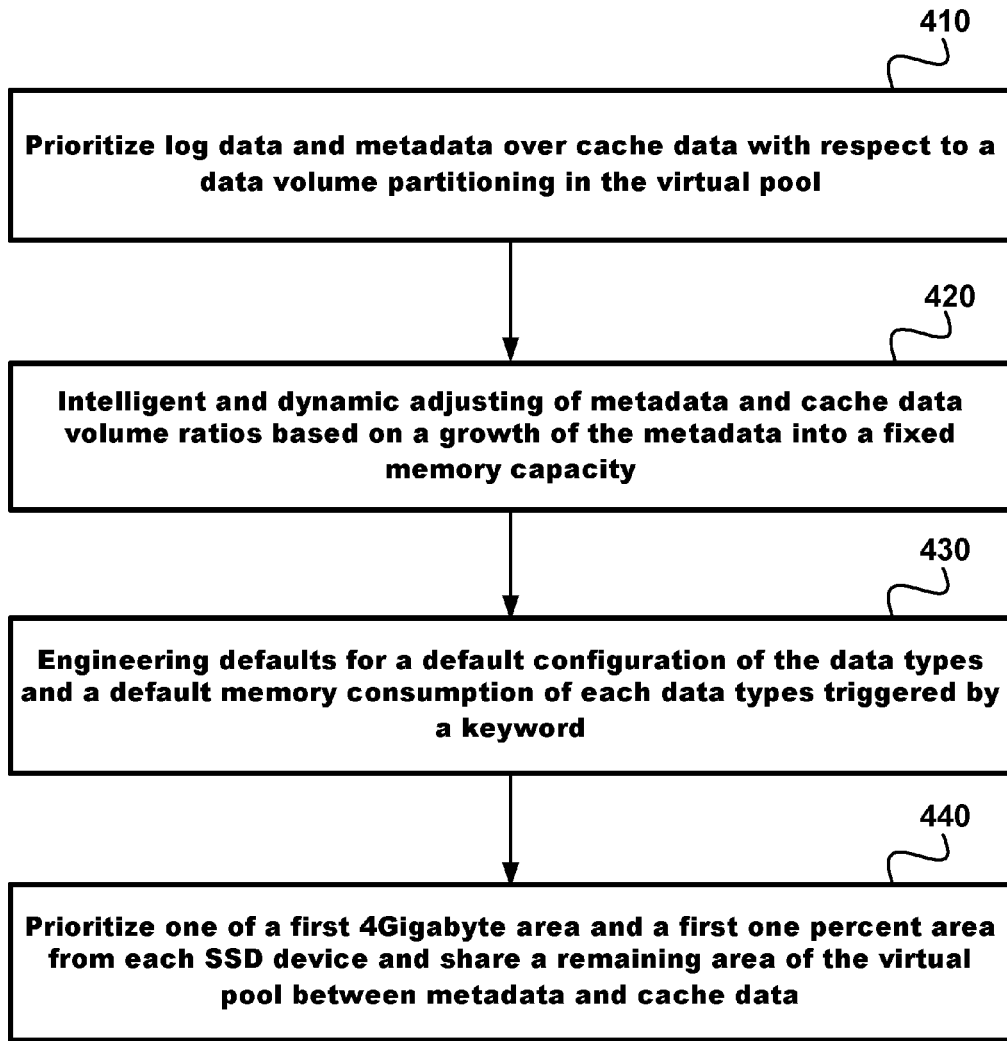 410
Prioritize log data and metadata over cache data with respect to a
data volume partitioning in the virtual pool
420
Intelligent and dynamic adjusting of metadata and cache data
volume ratios based on a growth of the metadata into a fixed
memory capacity
430
Engineering defaults for a default configuration of the data types
and a default memory consumption of each data types triggered by
a keyword
440
Prioritize one of a first 4Gigabyte area and a first one percent area
from each SSD device and share a remaining area of the virtual
pool between metadata and cache data